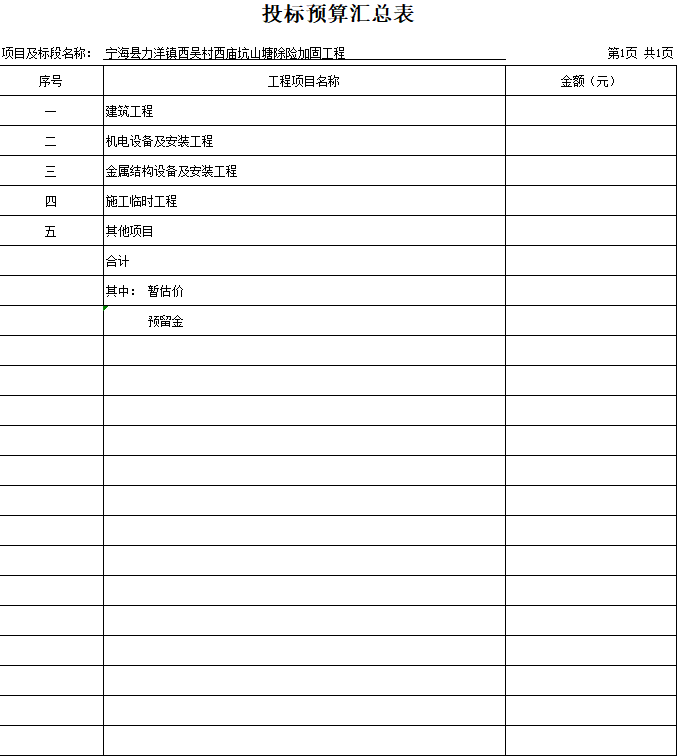 投标预算汇总表
项目及标段名称： 宁海县力洋镇西吴村西庙坑山塘除险加固工程 第1页 共1页
序号 工程项目名称 金额（元）
一 建筑工程
二 机电设备及安装工程
三 金属结构设备及安装工程
四 施工临时工程
五 其他项目
合计
其中： 暂估价
预留金